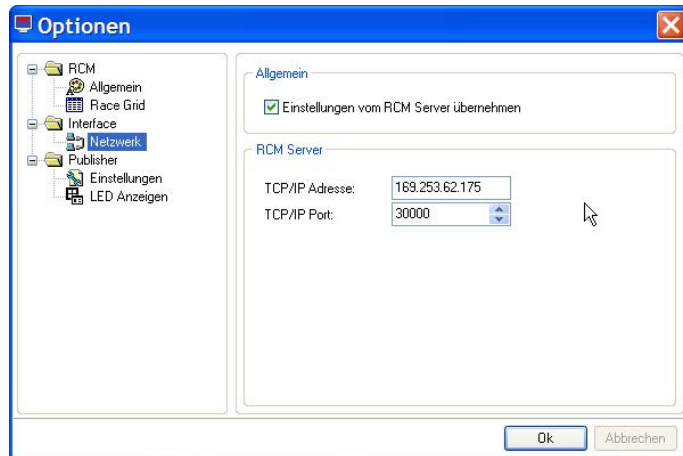 Optionen
RCM
Allgemein
Race Grid
Interface
Netzwerk
Publisher
Einstellungen
LED Anzeigen
Allgemein
Einstellungen vom RCM Server übernehmen
RCM Server
TCP/IP Adresse: 169.253.62.175
TCP/IP Port: 30000
Ok Abbrechen